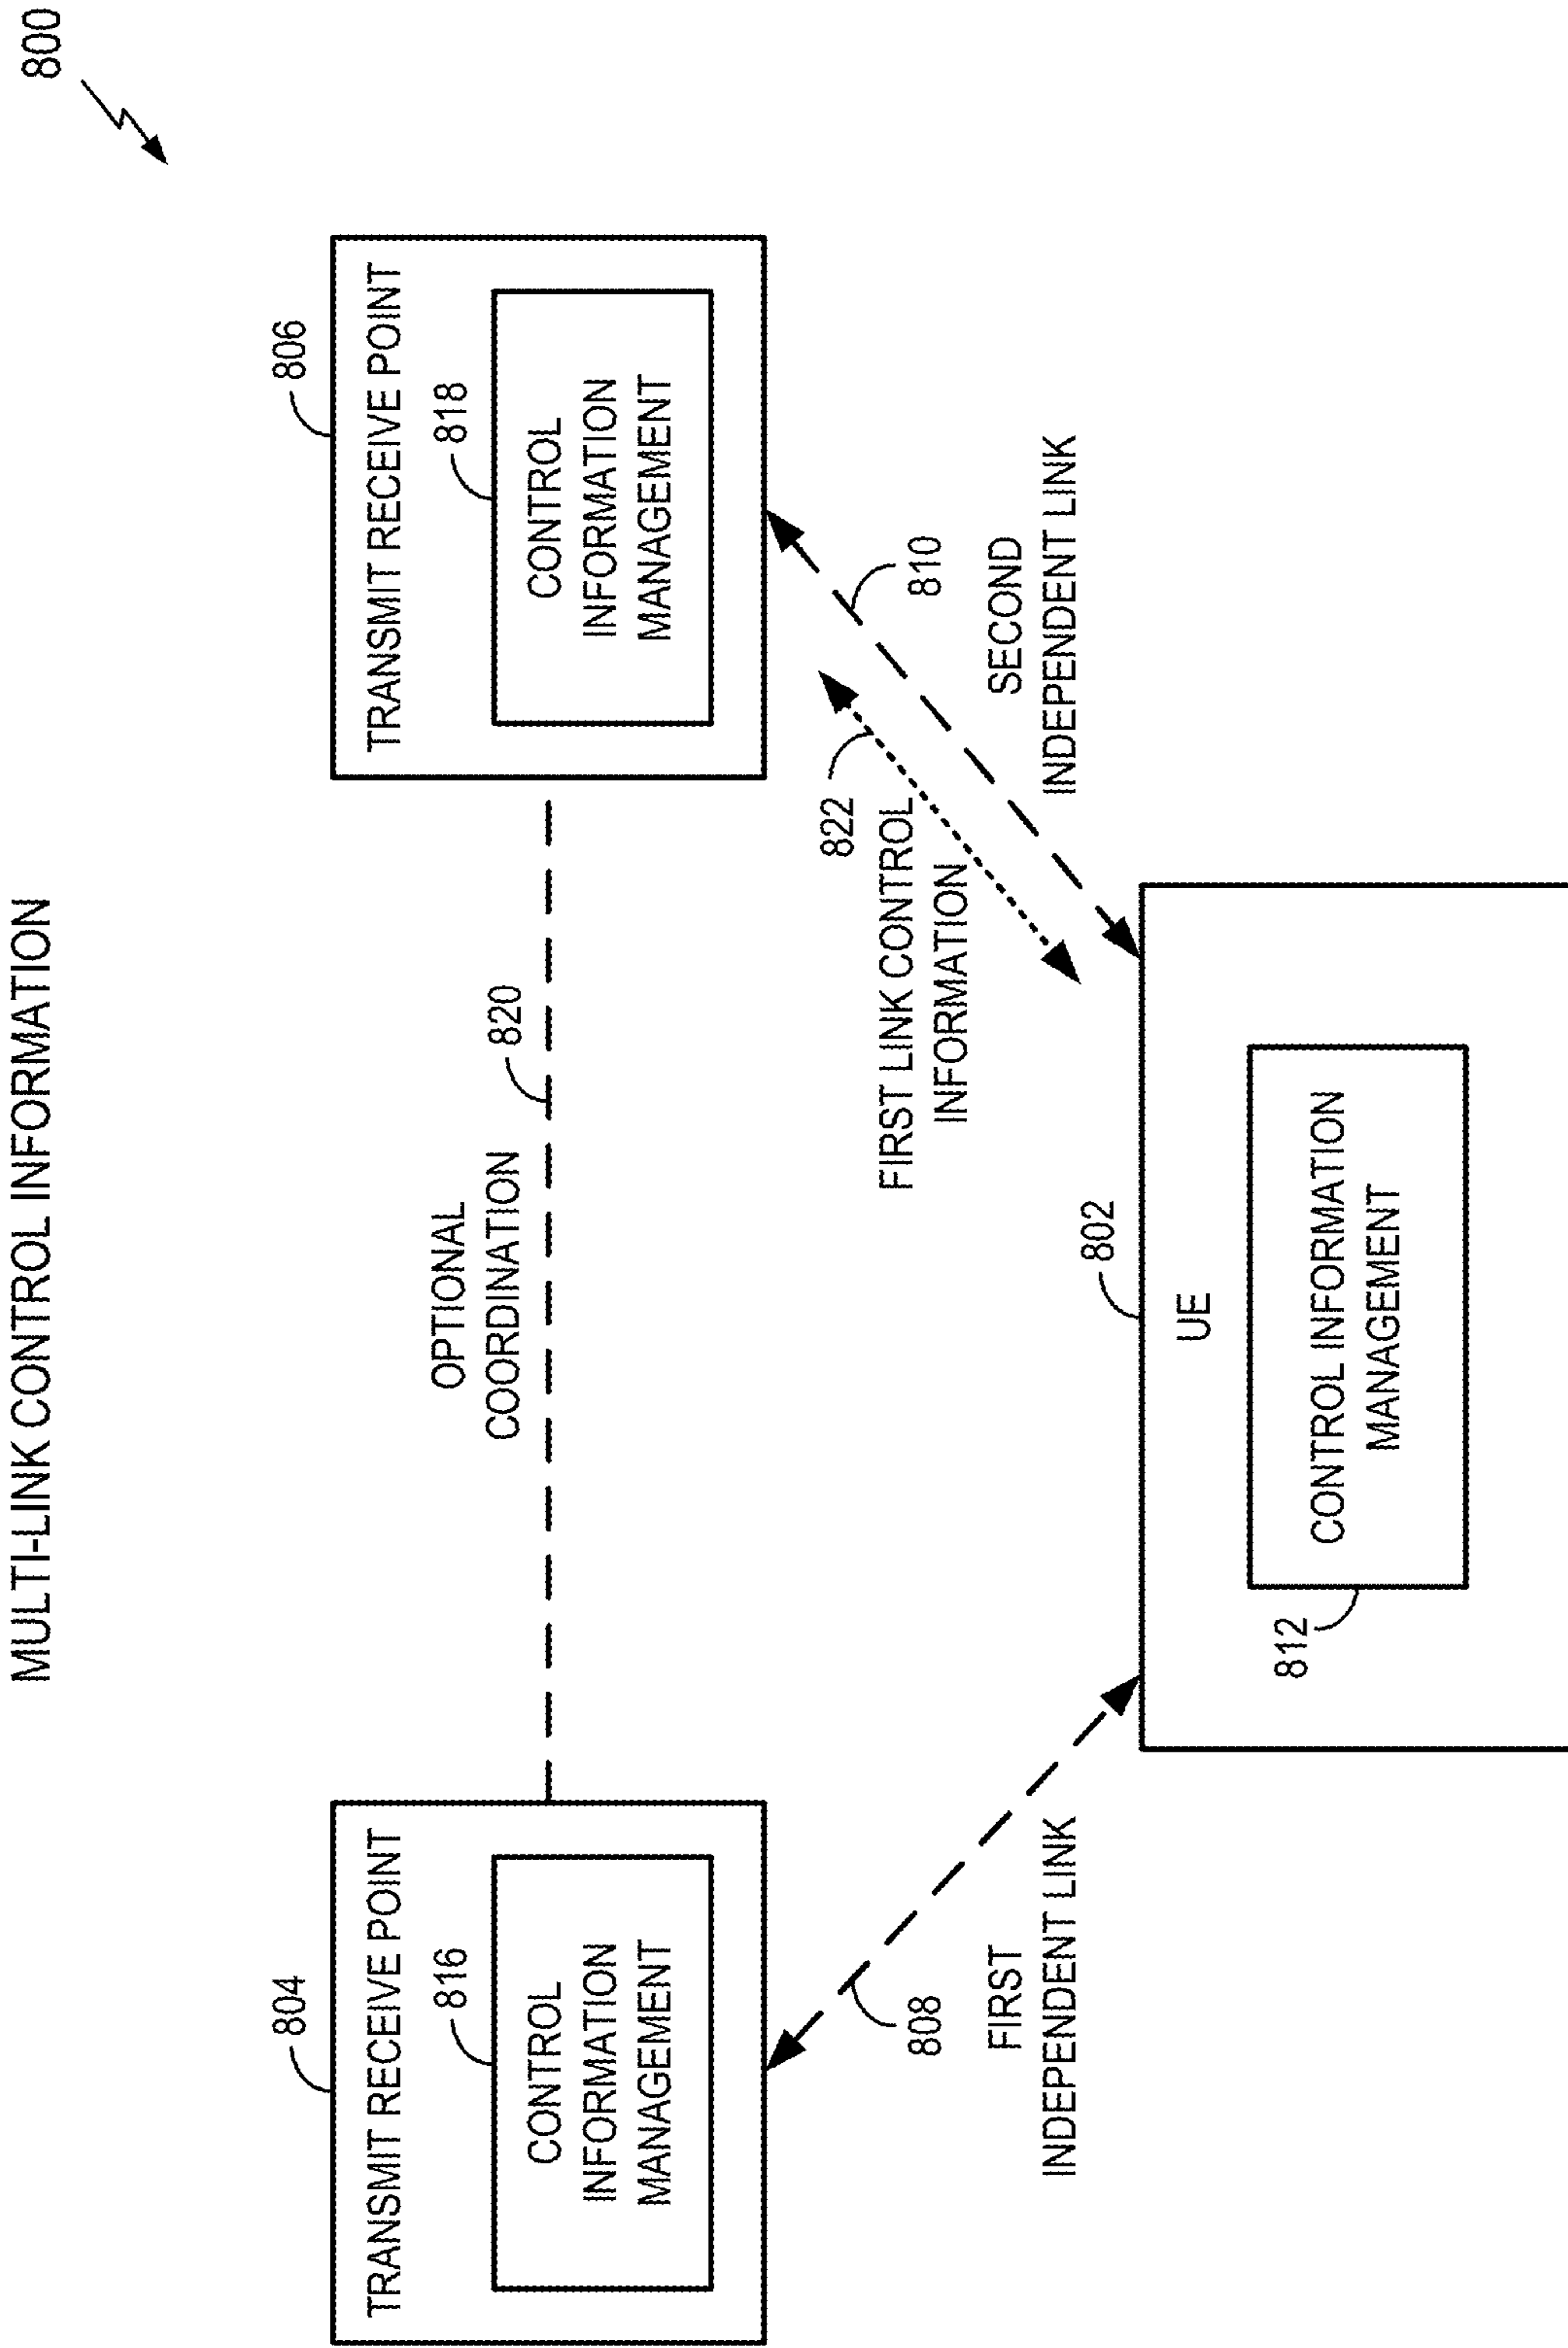 MULTI-LINK CONTROL INFORMATION
800
804
TRANSMIT RECEIVE POINT
816
CONTROL
INFORMATION
MANAGEMENT
OPTIONAL
COORDINATION
820
806
TRANSMIT RECEIVE POINT
818
CONTROL
INFORMATION
MANAGEMENT
808
FIRST
INDEPENDENT LINK
822
FIRST LINK CONTROL
INFORMATION
810
SECOND
INDEPENDENT LINK
802
UE
812
CONTROL INFORMATION
MANAGEMENT